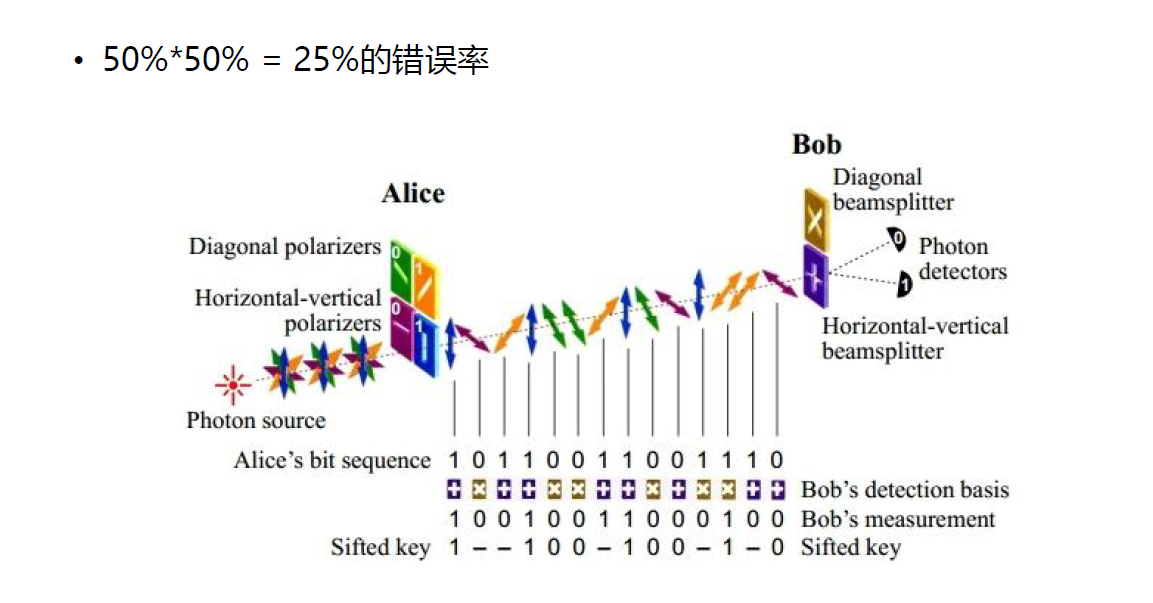 • 50%*50% = 25%的错误率
Bob
Diagonal
beamsplitter
Alice
Diagonal polarizers
0
1
0
Photon
detectors
1
Horizontal-vertical
polarizers
0
1
Horizontal-vertical
beamsplitter
Photon source
Alice's bit sequence 1 0 1 1 0 0 1 1 0 0 1 1 1 0
+ × + + × × + + × + × × + + Bob's detection basis
1 0 0 1 0 0 1 1 0 0 0 1 0 0 Bob's measurement
Sifted key 1 – – 1 0 0 – 1 0 0 – 1 – 0 Sifted key